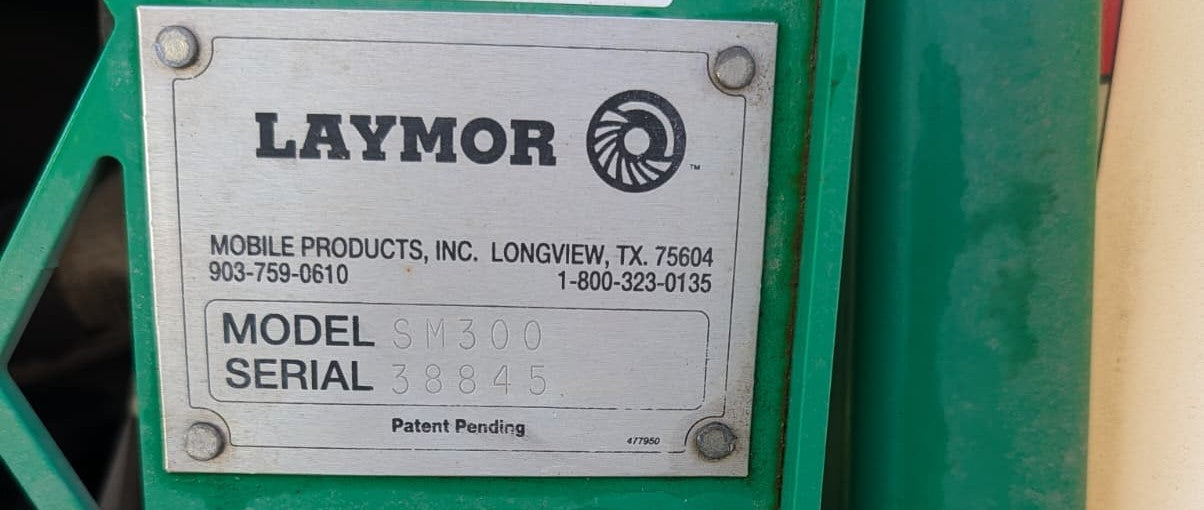 LAYMOR ™
MOBILE PRODUCTS, INC. LONGVIEW, TX. 75604
903-759-0610 1-800-323-0135
MODEL SM300
SERIAL 38845
Patent Pending
477950